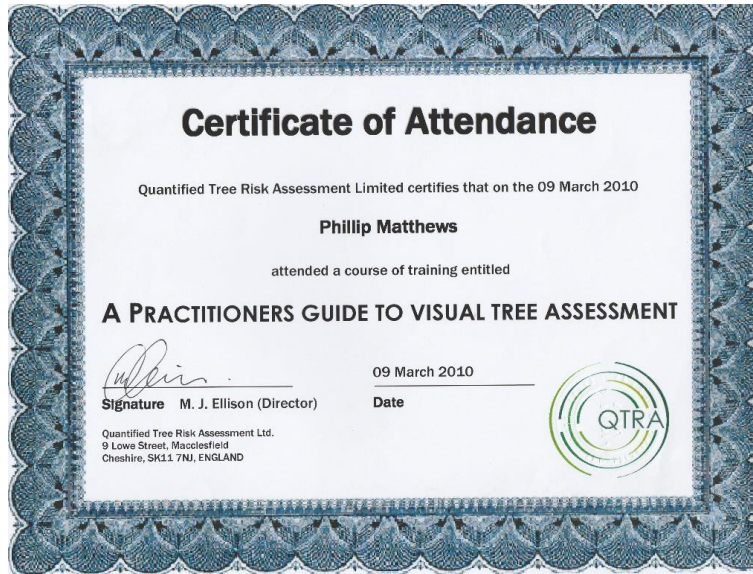 Certificate of Attendance
Quantified Tree Risk Assessment Limited certifies that on the 09 March 2010
Phillip Matthews
attended a course of training entitled
A PRACTITIONERS GUIDE TO VISUAL TREE ASSESSMENT
09 March 2010
Signature M. J. Ellison (Director)
Date
Quantified Tree Risk Assessment Ltd.
9 Lowe Street, Macclesfield
Cheshire, SK11 7NJ, ENGLAND
QTRA